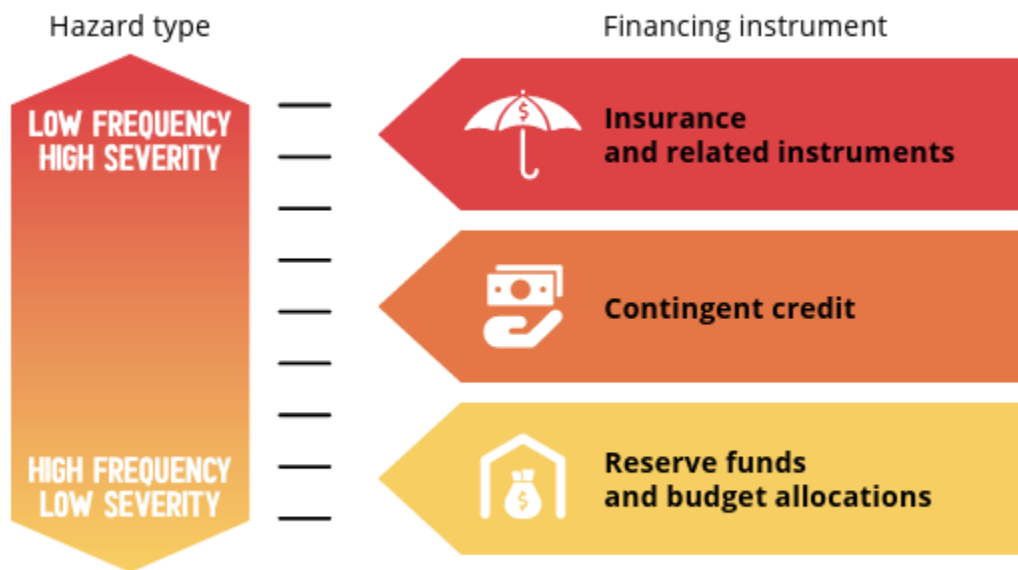 Hazard type
Financing instrument
LOW FREQUENCY
HIGH SEVERITY
$
Insurance
and related instruments
Contingent credit
HIGH FREQUENCY
LOW SEVERITY
$
Reserve funds
and budget allocations